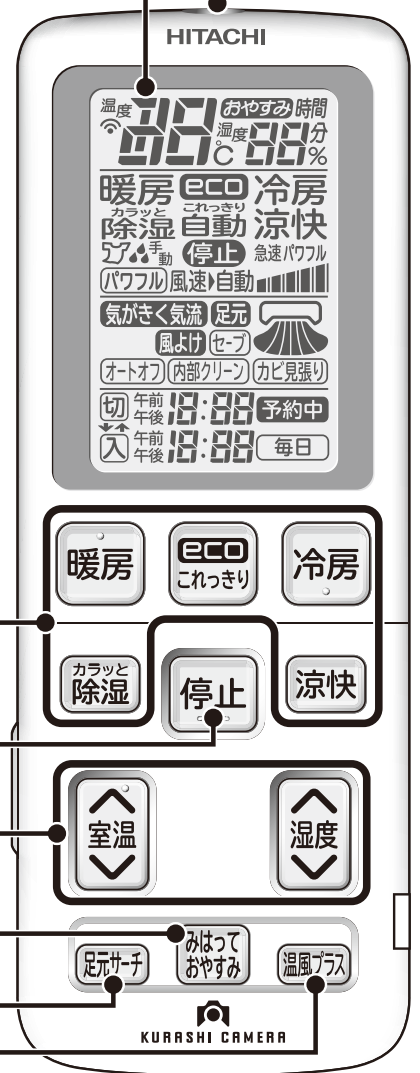 HITACHI
温度 88℃ おやすみ 時間
湿度 88 分 %
暖房 eco 冷房
カラッと これっきり
除湿 自動 涼快
手動 停止 急速パワフル
パワフル 風速 自動
気がきく気流 足元
風よけ セーブ
オートオフ 内部クリーン カビ見張り
切 午前 午後 18:88 予約中
入 午前 午後 18:88 毎日
暖房
eco
これっきり
冷房
カラッと
除湿
停止
涼快
室温
湿度
足元サーチ
みはって
おやすみ
温風プラス
KURASHI CAMERA